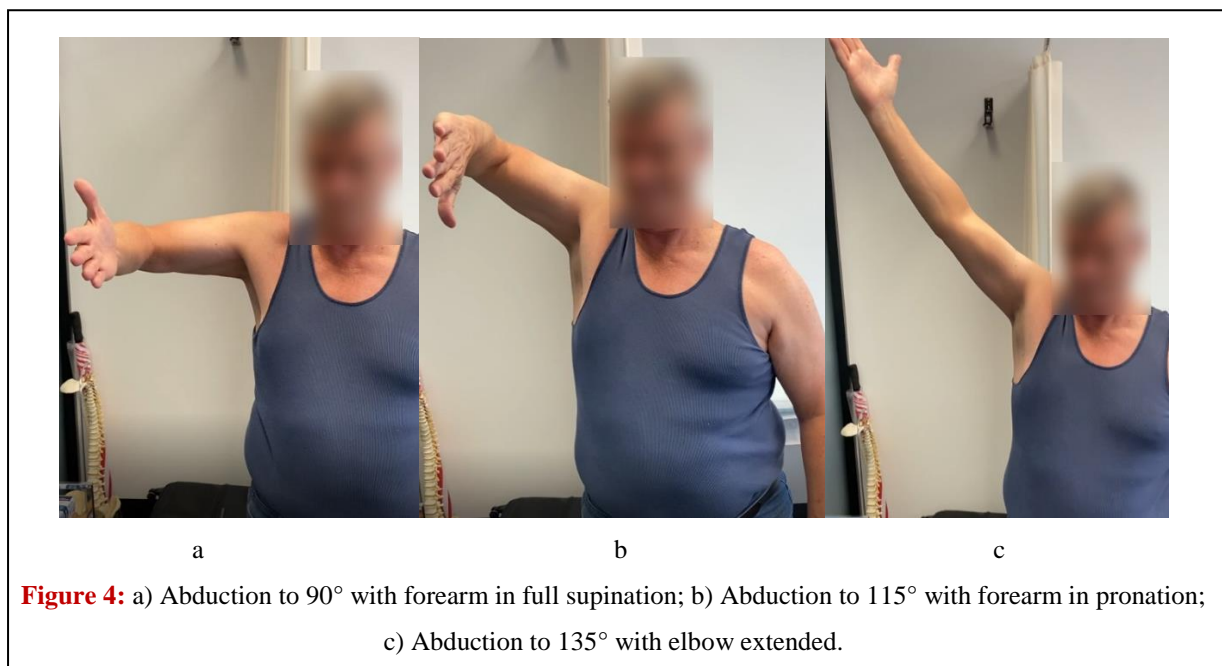 a b c
Figure 4: a) Abduction to 90° with forearm in full supination; b) Abduction to 115° with forearm in pronation;
c) Abduction to 135° with elbow extended.